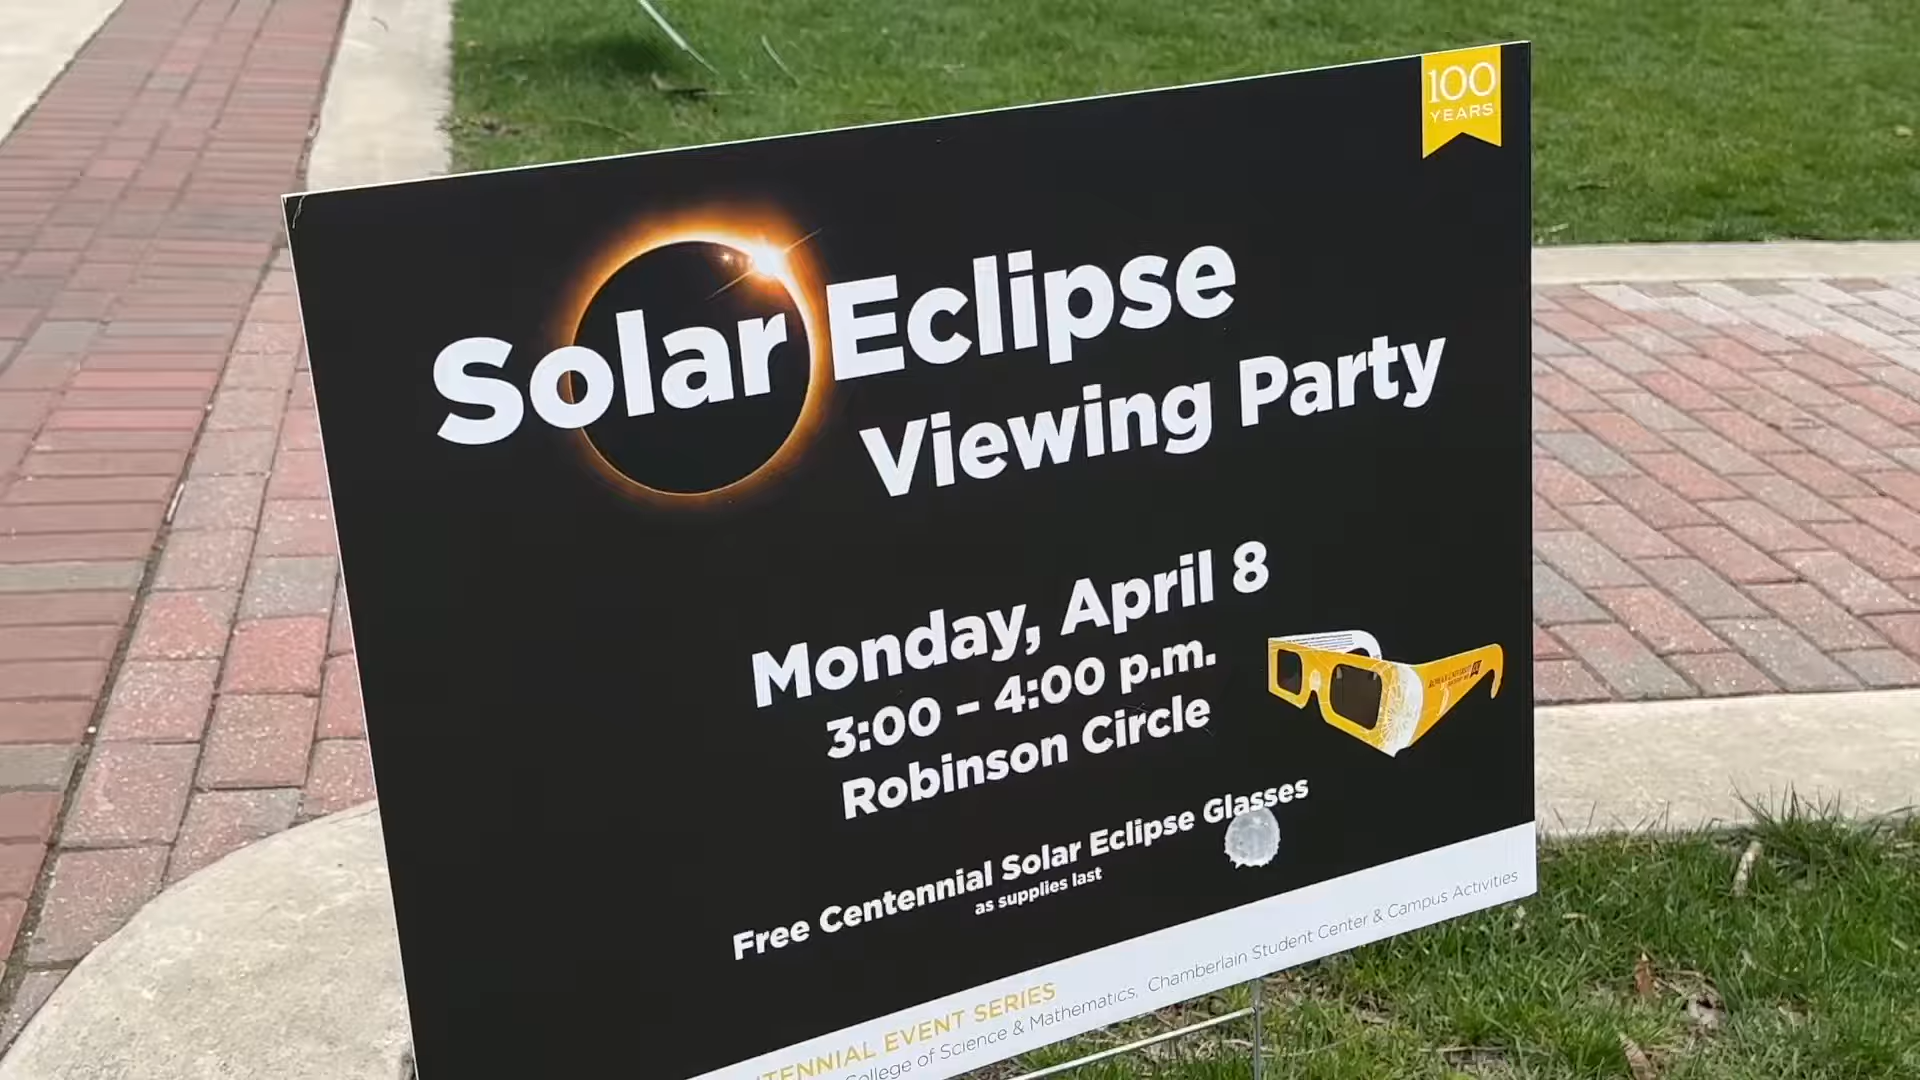 100
YEARS
Solar Eclipse
Viewing Party
Monday, April 8
3:00 – 4:00 p.m.
Robinson Circle
Free Centennial Solar Eclipse Glasses
as supplies last
TENNIAL EVENT SERIES
College of Science & Mathematics, Chamberlain Student Center & Campus Activities